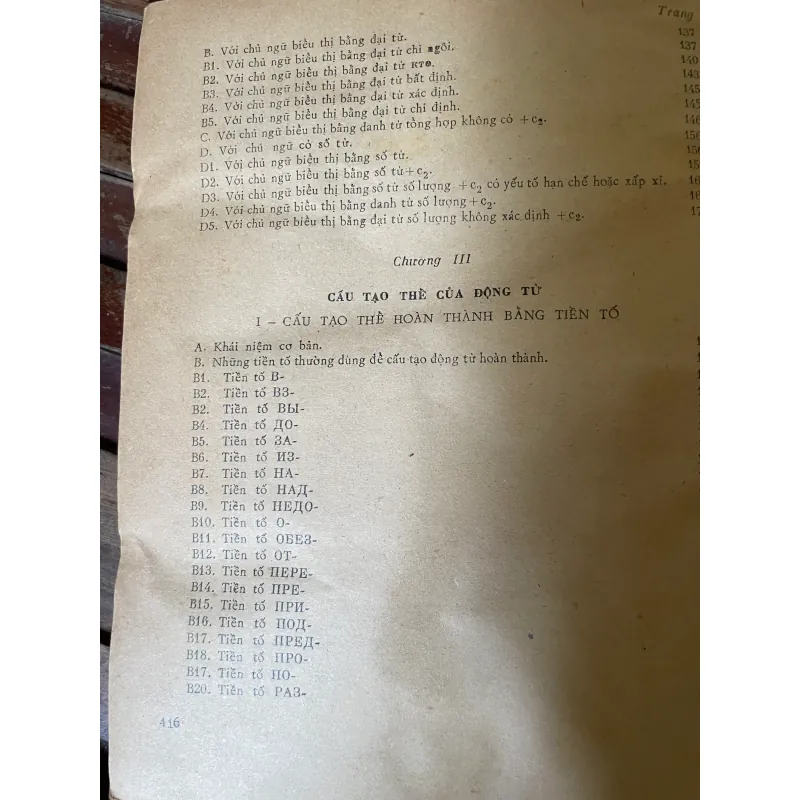 Trang
B. Với chủ ngữ biểu thị bằng đại từ. 137
B1. Với chủ ngữ biểu thị bằng đại từ chỉ ngôi. 137
B2. Với chủ ngữ biểu thị bằng đại từ кто. 140
B3. Với chủ ngữ biểu thị bằng đại từ bất định. 143
B4. Với chủ ngữ biểu thị bằng đại từ xác định. 145
B5. Với chủ ngữ biểu thị bằng đại từ chỉ định. 145
C. Với chủ ngữ biểu thị bằng danh từ tổng hợp không có +c₂. 146
D. Với chủ ngữ có số từ. 156
D1. Với chủ ngữ biểu thị bằng số từ.
D2. Với chủ ngữ biểu thị bằng số từ+c₂.
D3. Với chủ ngữ biểu thị bằng số từ số lượng +c₂ có yếu tố hạn chế hoặc xấp xỉ.
D4. Với chủ ngữ biểu thị bằng danh từ số lượng+c₂.
D5. Với chủ ngữ biểu thị bằng đại từ số lượng không xác định +c₂.
Chương III
CẤU TẠO THỂ CỦA ĐỘNG TỪ
I - CẤU TẠO THỂ HOÀN THÀNH BẰNG TIỀN TỐ
A. Khái niệm cơ bản.
B. Những tiền tố thường dùng để cấu tạo động từ hoàn thành.
B1. Tiền tố В-
B2. Tiền tố ВЗ-
B2. Tiền tố ВЫ-
B4. Tiền tố ДО-
B5. Tiền tố ЗА-
B6. Tiền tố ИЗ-
B7. Tiền tố НА-
B8. Tiền tố НАД-
B9. Tiền tố НЕДО-
B10. Tiền tố О-
B11. Tiền tố ОБЕЗ-
B12. Tiền tố ОТ-
B13. Tiền tố ПЕРЕ-
B14. Tiền tố ПРЕ-
B15. Tiền tố ПРИ-
B16. Tiền tố ПОД-
B17. Tiền tố ПРЕД-
B18. Tiền tố ПРО-
B17. Tiền tố ПО-
B20. Tiền tố РАЗ-
416